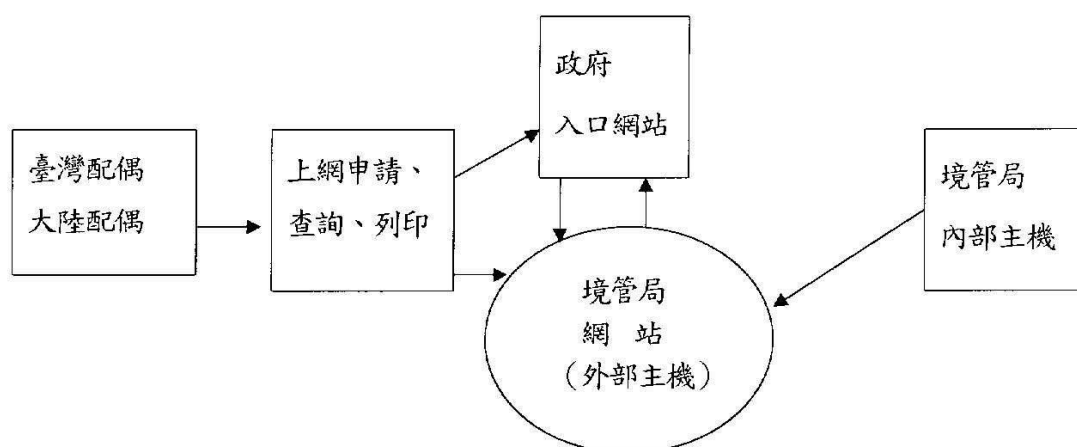 政府
入口網站
臺灣配偶
大陸配偶
上網申請、
查詢、列印
境管局
內部主機
境管局
網 站
（外部主機）